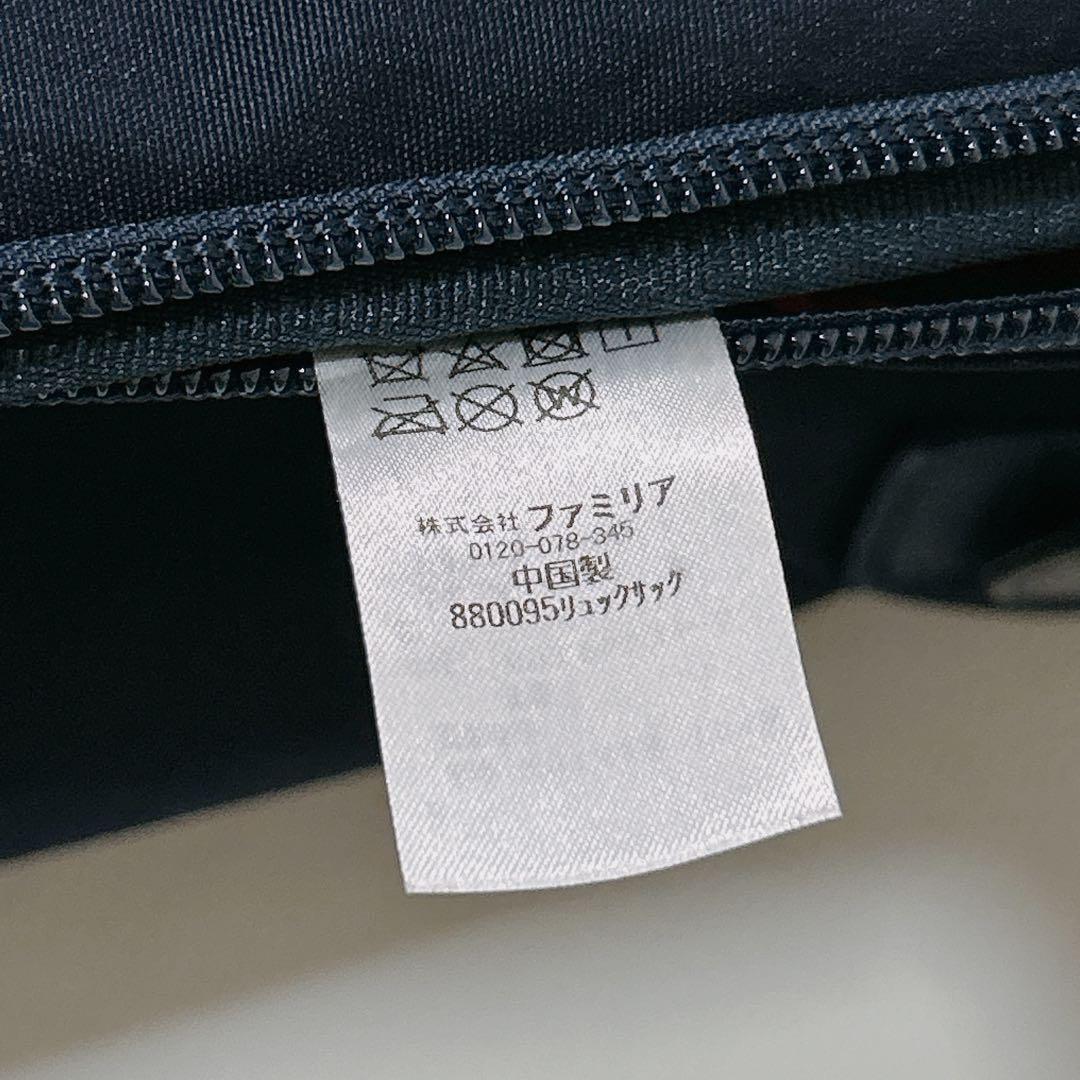 株式会社 ファミリア
0120-078-345
中国製
880095リュックサック